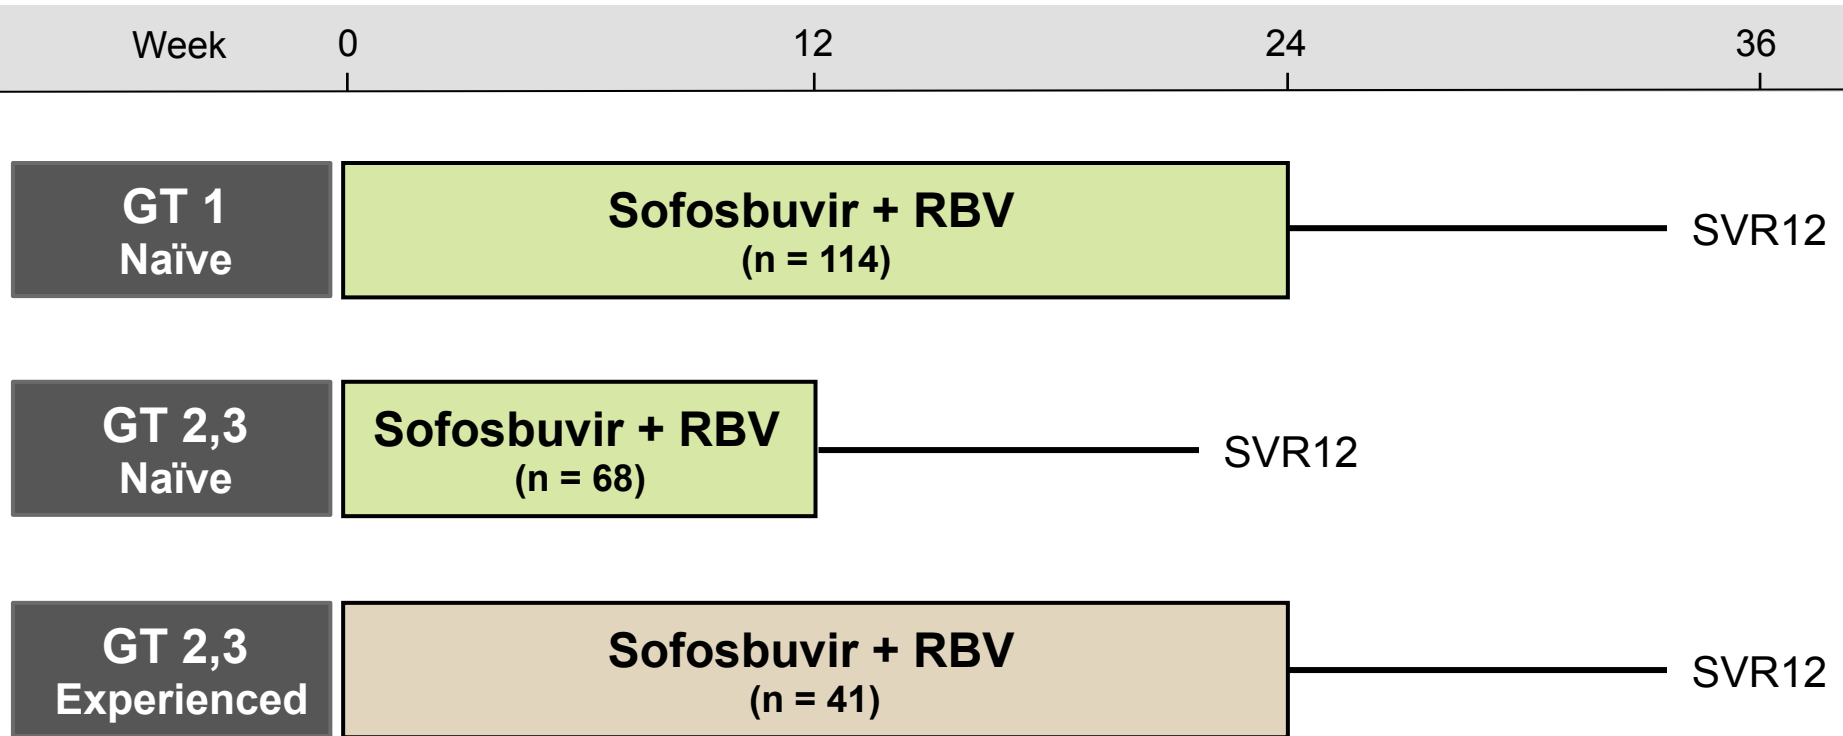 Week 0 12 24 36
GT 1
Naïve
Sofosbuvir + RBV
(n = 114)
SVR12
GT 2,3
Naïve
Sofosbuvir + RBV
(n = 68)
SVR12
GT 2,3
Experienced
Sofosbuvir + RBV
(n = 41)
SVR12